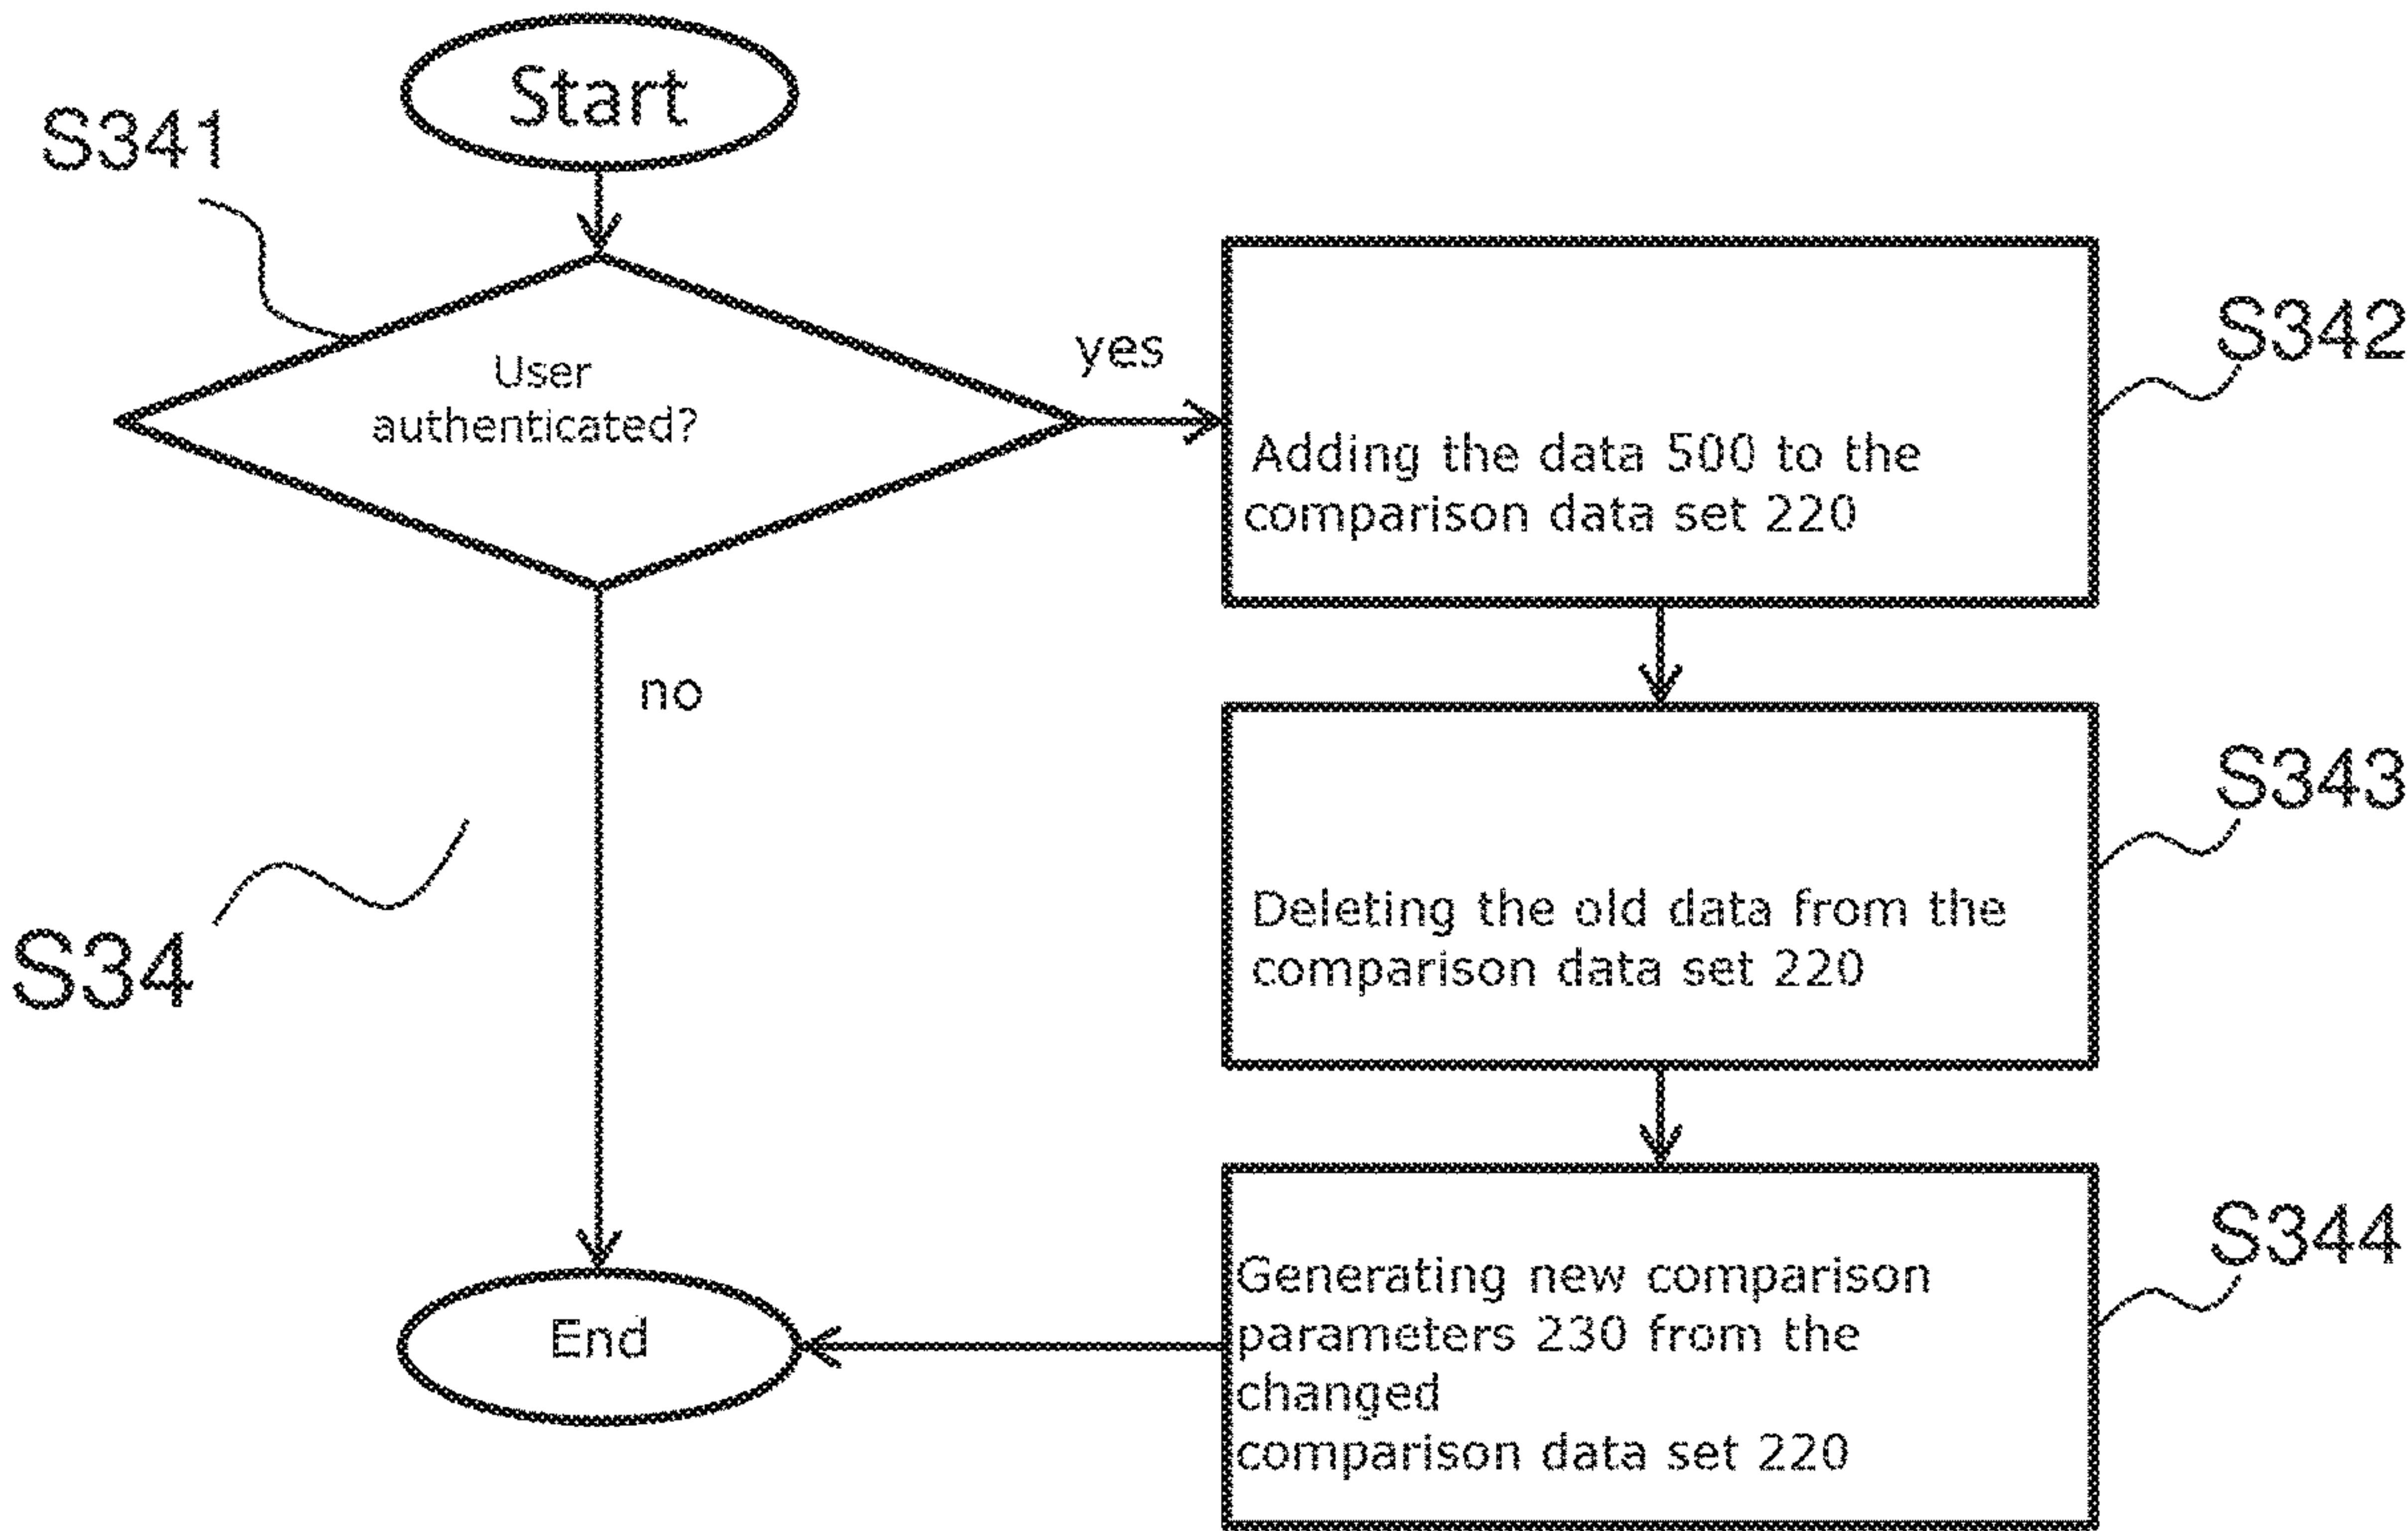 Start
S341
User
authenticated?
yes
Adding the data 500 to the
comparison data set 220
S342
no
Deleting the old data from the
comparison data set 220
S343
S34
Generating new comparison
parameters 230 from the
changed
comparison data set 220
S344
End